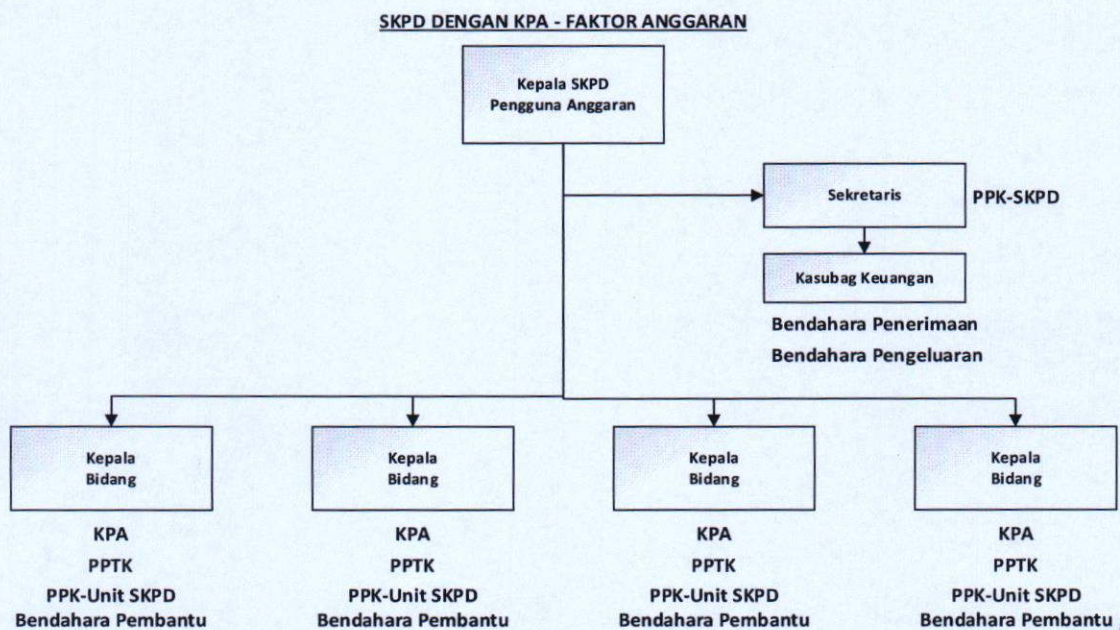 SKPD DENGAN KPA - FAKTOR ANGGARAN
Kepala SKPD
Pengguna Anggaran
Sekretaris
PPK-SKPD
Kasubag Keuangan
Bendahara Penerimaan
Bendahara Pengeluaran
Kepala
Bidang
KPA
PPTK
PPK-Unit SKPD
Bendahara Pembantu
Kepala
Bidang
KPA
PPTK
PPK-Unit SKPD
Bendahara Pembantu
Kepala
Bidang
KPA
PPTK
PPK-Unit SKPD
Bendahara Pembantu
Kepala
Bidang
KPA
PPTK
PPK-Unit SKPD
Bendahara Pembantu